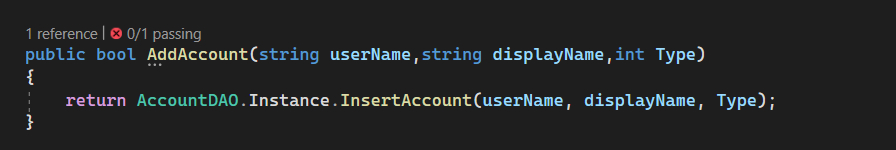 1 reference | 0/1 passing
public bool AddAccount(string userName,string displayName,int Type)
{
return AccountDAO.Instance.InsertAccount(userName, displayName, Type);
}